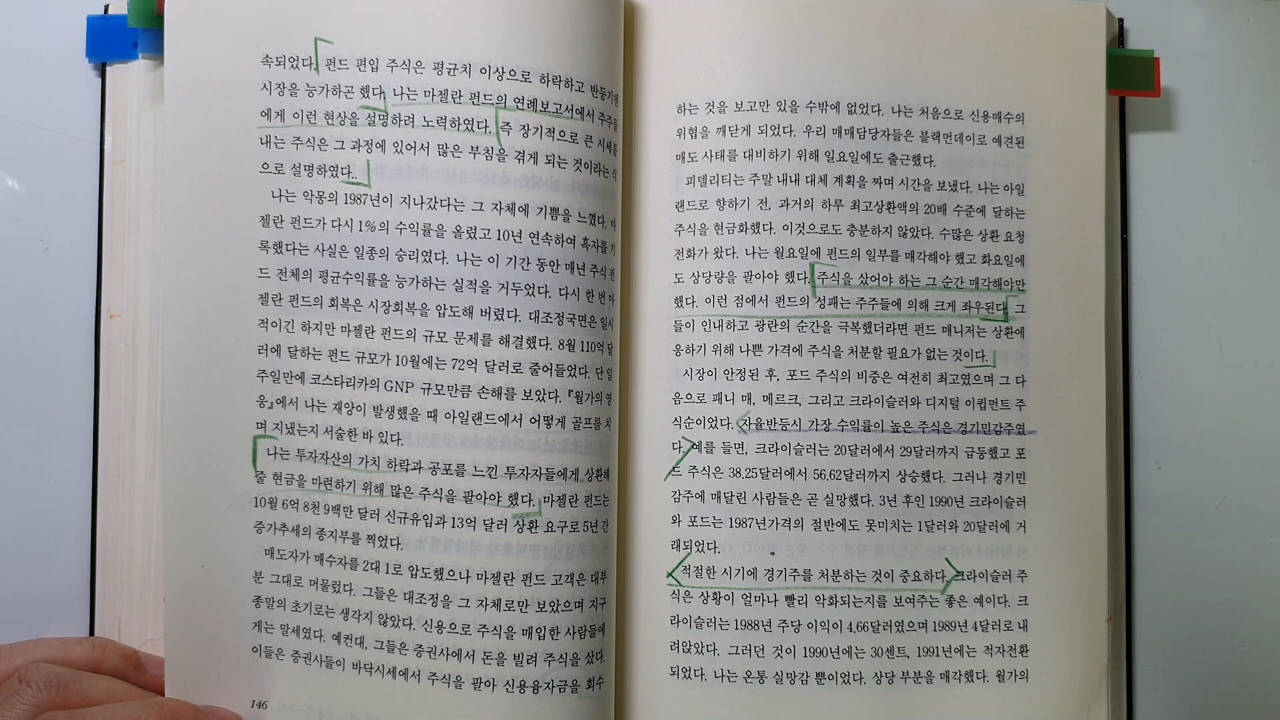 속되었다. 펀드 편입 주식은 평균치 이상으로 하락하고 반등기엔
시장을 능가하곤 했다. 나는 마젤란 펀드의 연례보고서에서 주주들
에게 이런 현상을 설명하려 노력하였다. 즉 장기적으로 큰 시세를
내는 주식은 그 과정에 있어서 많은 부침을 겪게 되는 것이라는 식
으로 설명하였다..
나는 악몽의 1987년이 지나갔다는 그 자체에 기쁨을 느꼈다. 마
젤란 펀드가 다시 1%의 수익률을 올렸고 10년 연속하여 흑자를 기
록했다는 사실은 일종의 승리였다. 나는 이 기간 동안 매년 주식 펀
드 전체의 평균수익률을 능가하는 실적을 거두었다. 다시 한 번 마
젤란 펀드의 회복은 시장회복을 압도해 버렸다. 대조정국면은 일시
적이긴 하지만 마젤란 펀드의 규모 문제를 해결했다. 8월 110억 달
러에 달하는 펀드 규모가 10월에는 72억 달러로 줄어들었다. 단 일
주일만에 코스타리카의 GNP 규모만큼 손해를 보았다. 『월가의 영
웅』에서 나는 재앙이 발생했을 때 아일랜드에서 어떻게 골프를 치
며 지냈는지 서술한 바 있다.
나는 투자자산의 가치 하락과 공포를 느낀 투자자들에게 상환해
줄 현금을 마련하기 위해 많은 주식을 팔아야 했다. 마젤란 펀드는
10월 6억 8천 9백만 달러 신규유입과 13억 달러 상환 요구로 5년 간
증가추세의 종지부를 찍었다.
매도자가 매수자를 2대 1로 압도했으나 마젤란 펀드 고객은 대부
분 그대로 머물렀다. 그들은 대조정을 그 자체로만 보았으며 지구
종말의 초기로는 생각지 않았다. 신용으로 주식을 매입한 사람들에
게는 말세였다. 예컨대, 그들은 증권사에서 돈을 빌려 주식을 샀다.
이들은 증권사들이 바닥시세에서 주식을 팔아 신용융자금을 회수
146
하는 것을 보고만 있을 수밖에 없었다. 나는 처음으로 신용매수의
위협을 깨닫게 되었다. 우리 매매담당자들은 블랙먼데이로 예견된
매도 사태를 대비하기 위해 일요일에도 출근했다.
피델리티는 주말 내내 대체 계획을 짜며 시간을 보냈다. 나는 아일
랜드로 향하기 전, 과거의 하루 최고상환액의 20배 수준에 달하는
주식을 현금화했다. 이것으로도 충분하지 않았다. 수많은 상환 요청
전화가 왔다. 나는 월요일에 펀드의 일부를 매각해야 했고 화요일에
도 상당량을 팔아야 했다. 주식을 샀어야 하는 그 순간 매각해야만
했다. 이런 점에서 펀드의 성패는 주주들에 의해 크게 좌우된다. 그
들이 인내하고 광란의 순간을 극복했더라면 펀드 매니저는 상환에
응하기 위해 나쁜 가격에 주식을 처분할 필요가 없는 것이다.
시장이 안정된 후, 포드 주식의 비중은 여전히 최고였으며 그 다
음으로 패니 매, 메르크, 그리고 크라이슬러와 디지털 이큅먼트 주
식순이었다. 자율반등시 가장 수익률이 높은 주식은 경기민감주였
다. 예를 들면, 크라이슬러는 20달러에서 29달러까지 급등했고 포
드 주식은 38.25달러에서 56.62달러까지 상승했다. 그러나 경기민
감주에 매달린 사람들은 곧 실망했다. 3년 후인 1990년 크라이슬러
와 포드는 1987년가격의 절반에도 못미치는 1달러와 20달러에 거
래되었다.
적절한 시기에 경기주를 처분하는 것이 중요하다. 크라이슬러 주
식은 상황이 얼마나 빨리 악화되는지를 보여주는 좋은 예이다. 크
라이슬러는 1988년 주당 이익이 4.66달러였으며 1989년 4달러로 내
려앉았다. 그러던 것이 1990년에는 30센트, 1991년에는 적자전환
되었다. 나는 온통 실망감 뿐이었다. 상당 부분을 매각했다. 월가의